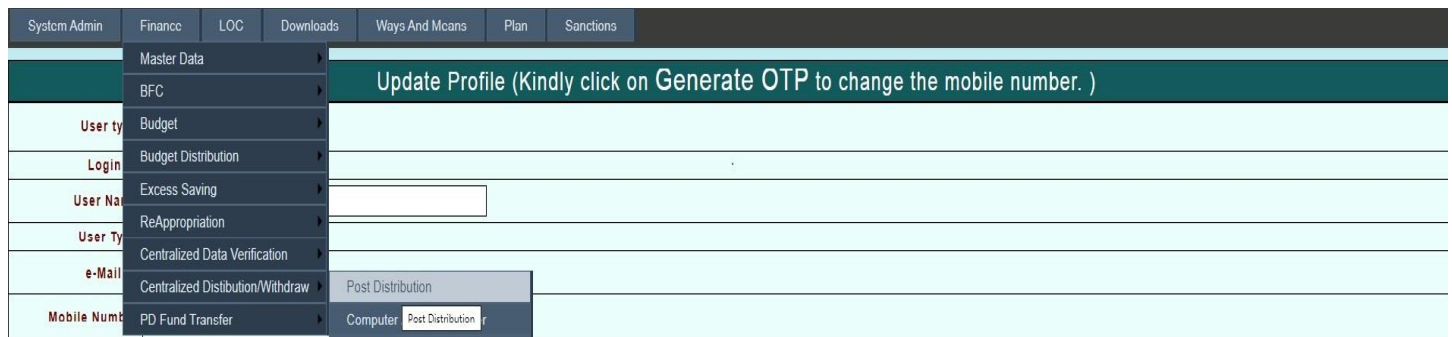 System Admin Finance LOC Downloads Ways And Means Plan Sanctions
Update Profile (Kindly click on Generate OTP to change the mobile number. )
Master Data
BFC
Budget
Budget Distribution
Excess Saving
ReAppropriation
Centralized Data Verification
Centralized Distibution/Withdraw
PD Fund Transfer
Post Distribution
Computer
Post Distribution
User ty
Login
User Na
User Ty
e-Mail
Mobile Numb